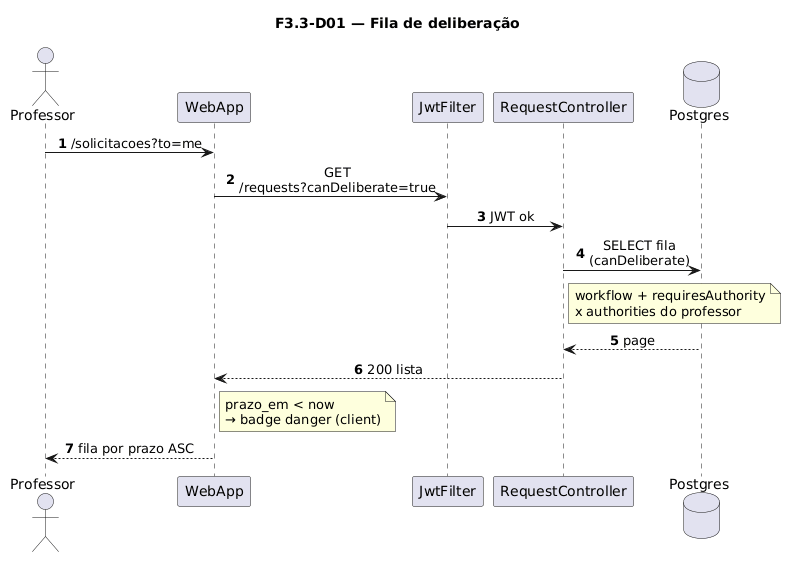 F3.3-D01 — Fila de deliberação
Professor
WebApp
JwtFilter
RequestController
Postgres
1 /solicitacoes?to=me
2 GET
/requests?canDeliberate=true
3 JWT ok
4 SELECT fila
(canDeliberate)
workflow + requiresAuthority
x authorities do professor
5 page
6 200 lista
prazo_em < now
→ badge danger (client)
7 fila por prazo ASC
Professor
WebApp
JwtFilter
RequestController
Postgres